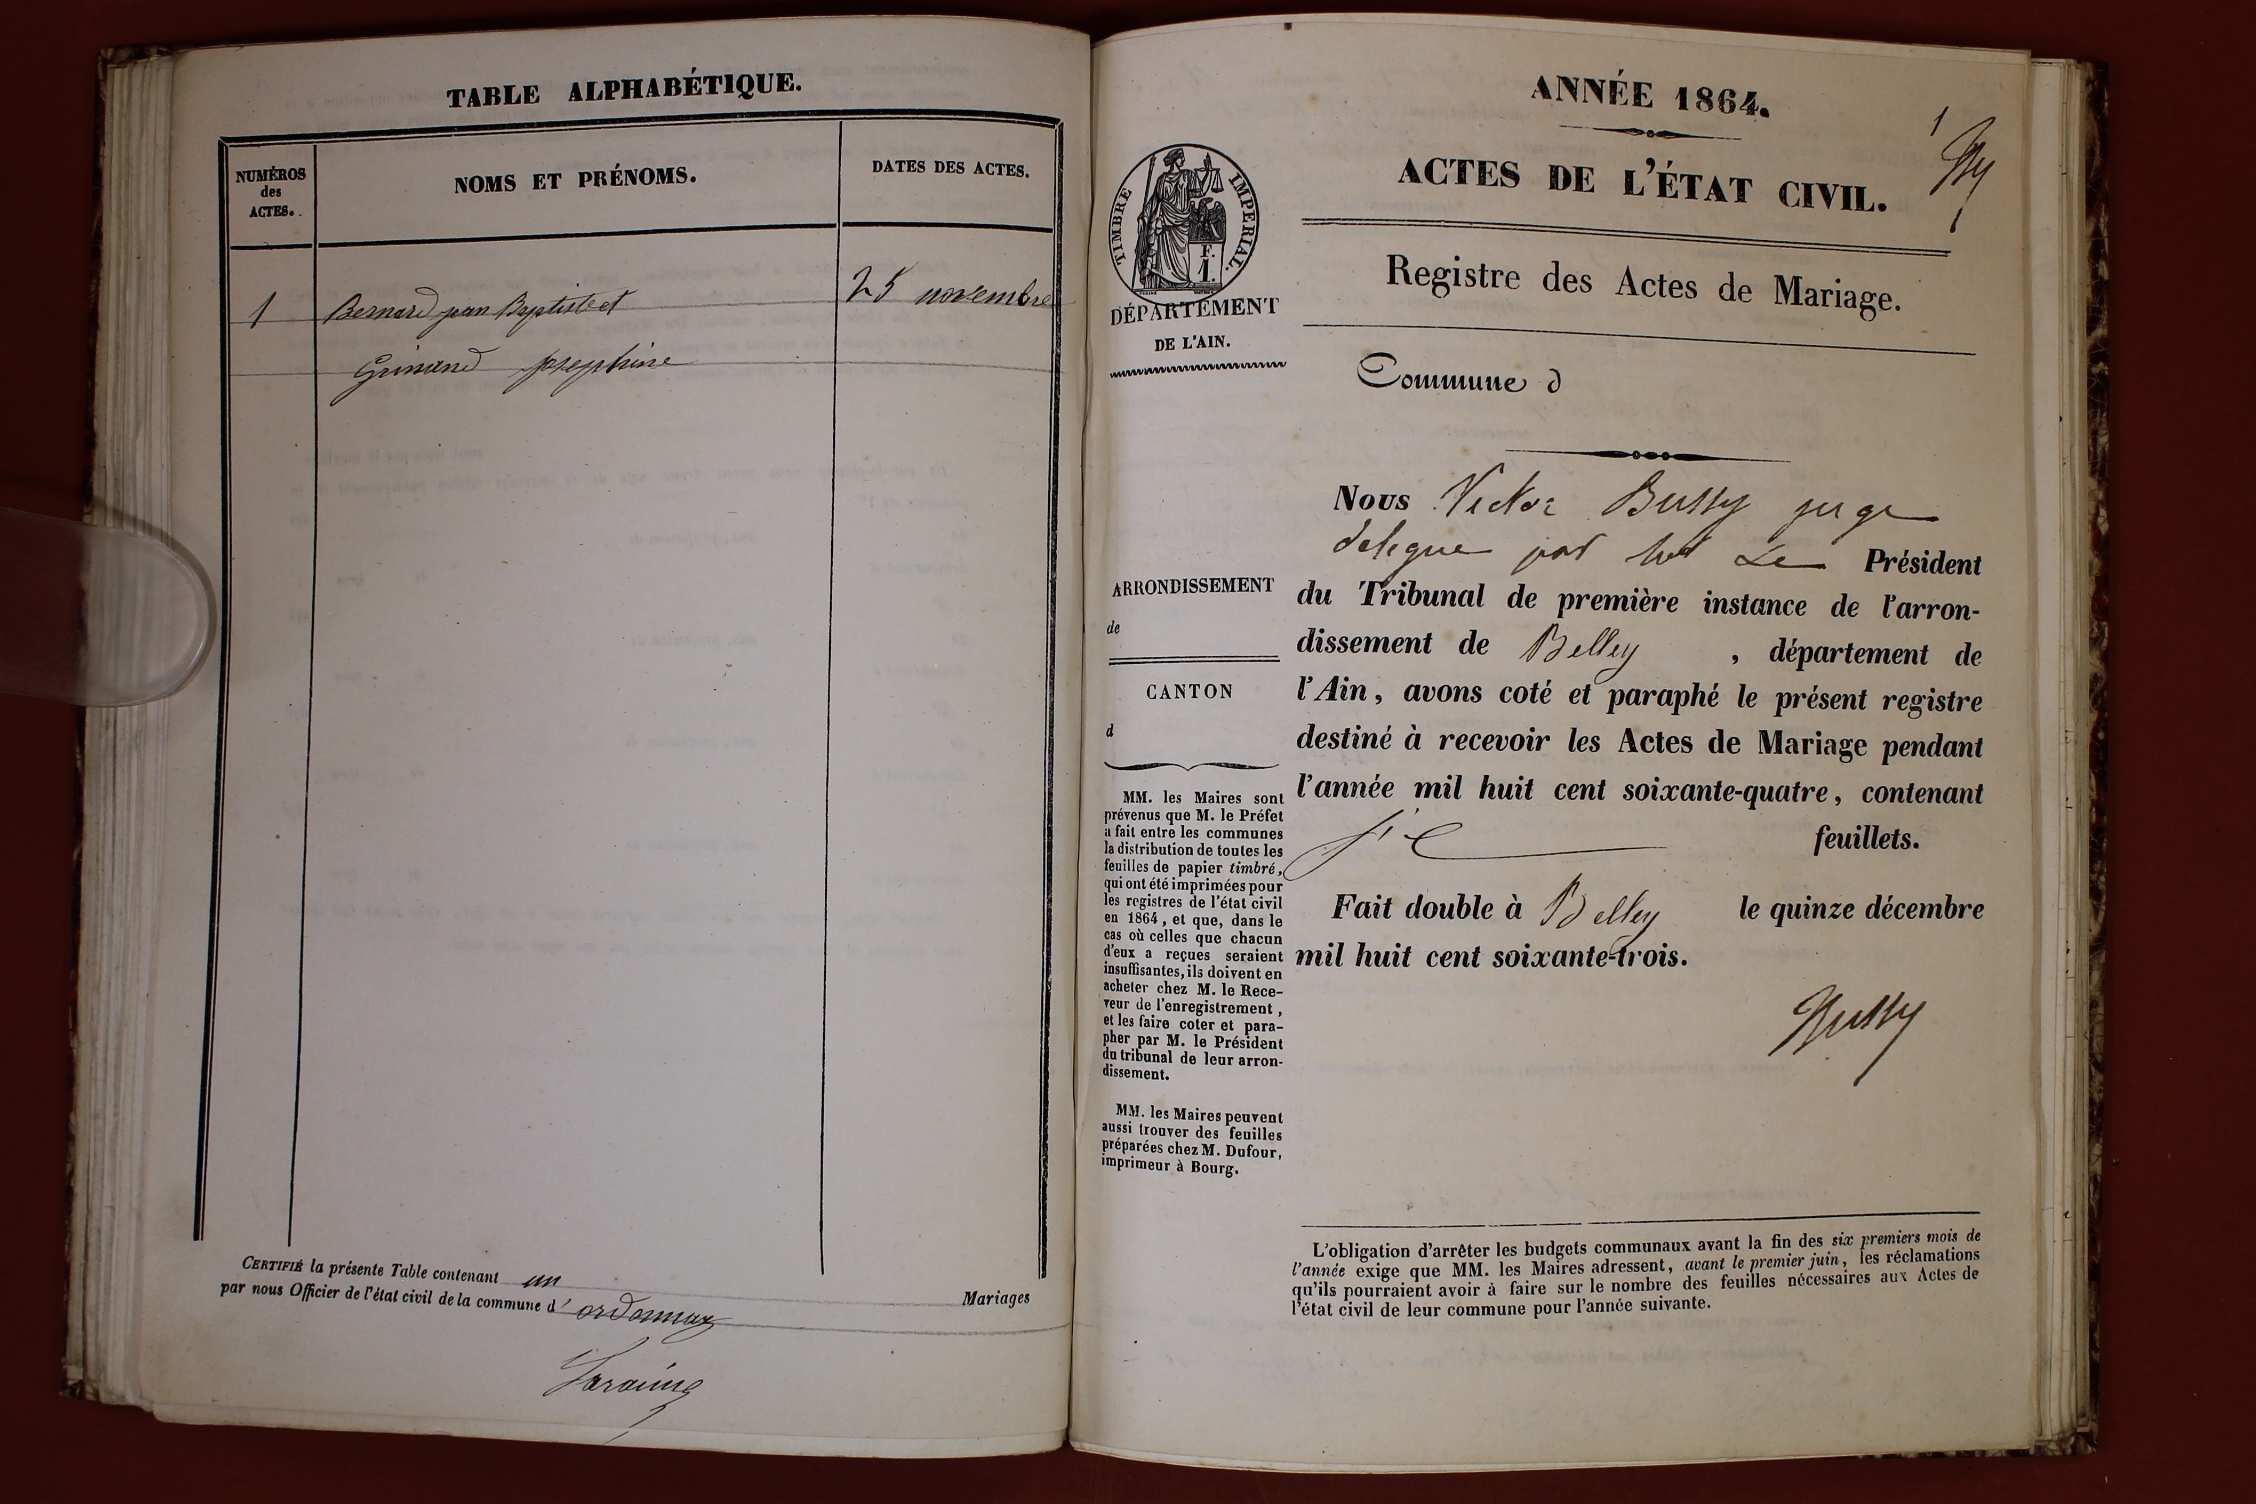 TABLE ALPHABÉTIQUE.
NUMÉROS
des
ACTES.
NOMS ET PRÉNOMS.
DATES DES ACTES.
1 Bernard jean Baptiste et 25 novembre
Josephine
CERTIFIÉ la présente Table contenant un Mariages
par nous Officier de l'état civil de la commune d'ordonnaz
ANNÉE 1864.
1
ACTES DE L'ÉTAT CIVIL.
TIMBRE IMPERIAL.
F.
1.
DÉPARTEMENT
DE L'AIN.
Registre des Actes de Mariage.
Commune d
ARRONDISSEMENT
de
CANTON
d
MM. les Maires sont
prévenus que M. le Préfet
a fait entre les communes
la distribution de toutes les
feuilles de papier timbré,
qui ont été imprimées pour
les registres de l'état civil
en 1864, et que, dans le
cas où celles que chacun
d'eux a reçues seraient
insuffisantes, ils doivent en
acheter chez M. le Rece-
veur de l'enregistrement,
et les faire coter et para-
pher par M. le Président
du tribunal de leur arron-
dissement.
MM. les Maires peuvent
aussi trouver des feuilles
préparées chez M. Dufour,
imprimeur à Bourg.
Nous Victor Bussy juge
delegue par Le Président
du Tribunal de première instance de l'arron-
dissement de Belley, département de
l'Ain, avons coté et paraphé le présent registre
destiné à recevoir les Actes de Mariage pendant
l'année mil huit cent soixante-quatre, contenant
feuillets.
Fait double à Belley le quinze décembre
mil huit cent soixante-trois.
Bussy
L'obligation d'arrêter les budgets communaux avant la fin des six premiers mois de
l'année exige que MM. les Maires adressent, avant le premier juin, les réclamations
qu'ils pourraient avoir à faire sur le nombre des feuilles nécessaires aux Actes de
l'état civil de leur commune pour l'année suivante.